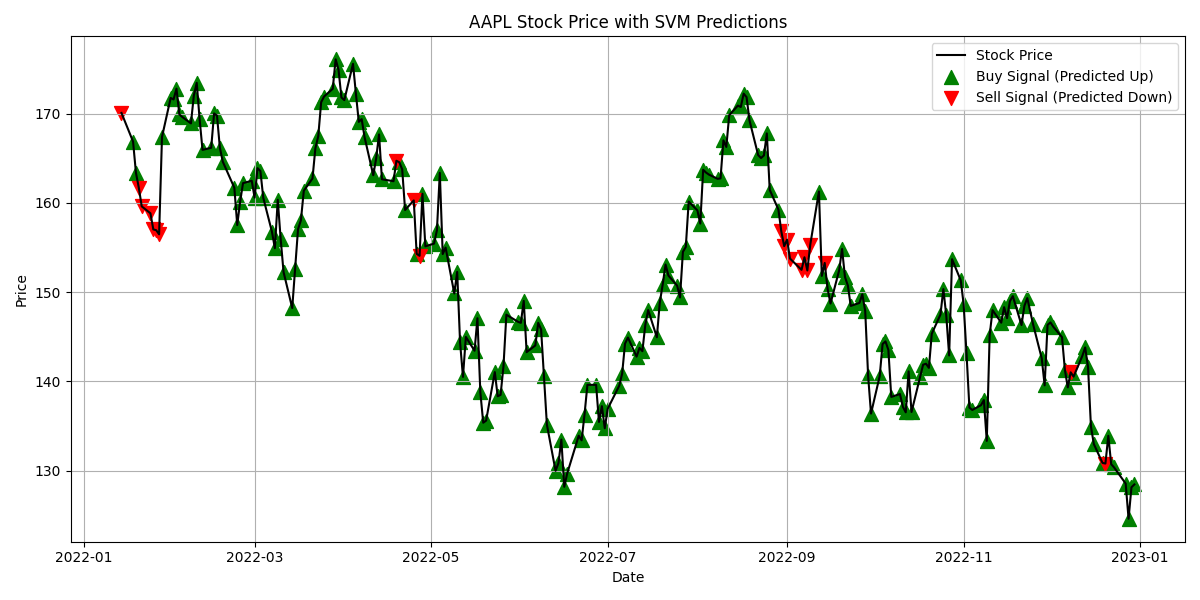 AAPL Stock Price with SVM Predictions
Stock Price
Buy Signal (Predicted Up)
Sell Signal (Predicted Down)
Price
170
160
150
140
130
2022-01
2022-03
2022-05
2022-07
2022-09
2022-11
2023-01
Date